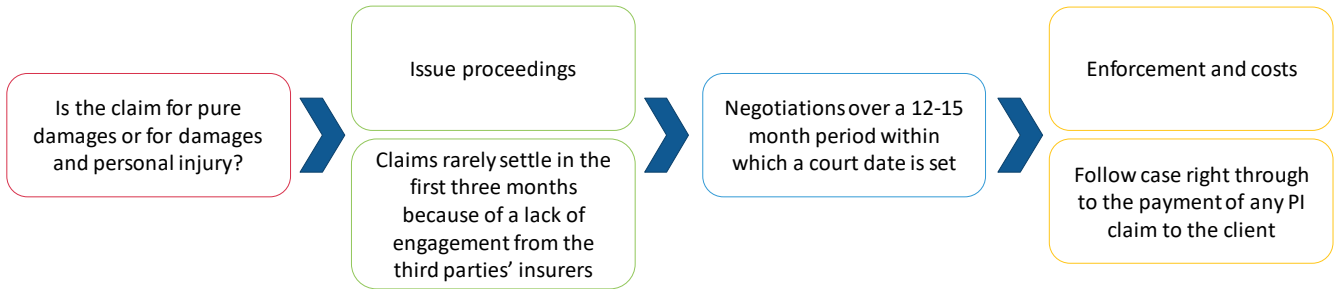 Is the claim for pure
damages or for damages
and personal injury?
Issue proceedings
Claims rarely settle in the
first three months
because of a lack of
engagement from the
third parties’ insurers
Negotiations over a 12-15
month period within
which a court date is set
Enforcement and costs
Follow case right through
to the payment of any PI
claim to the client